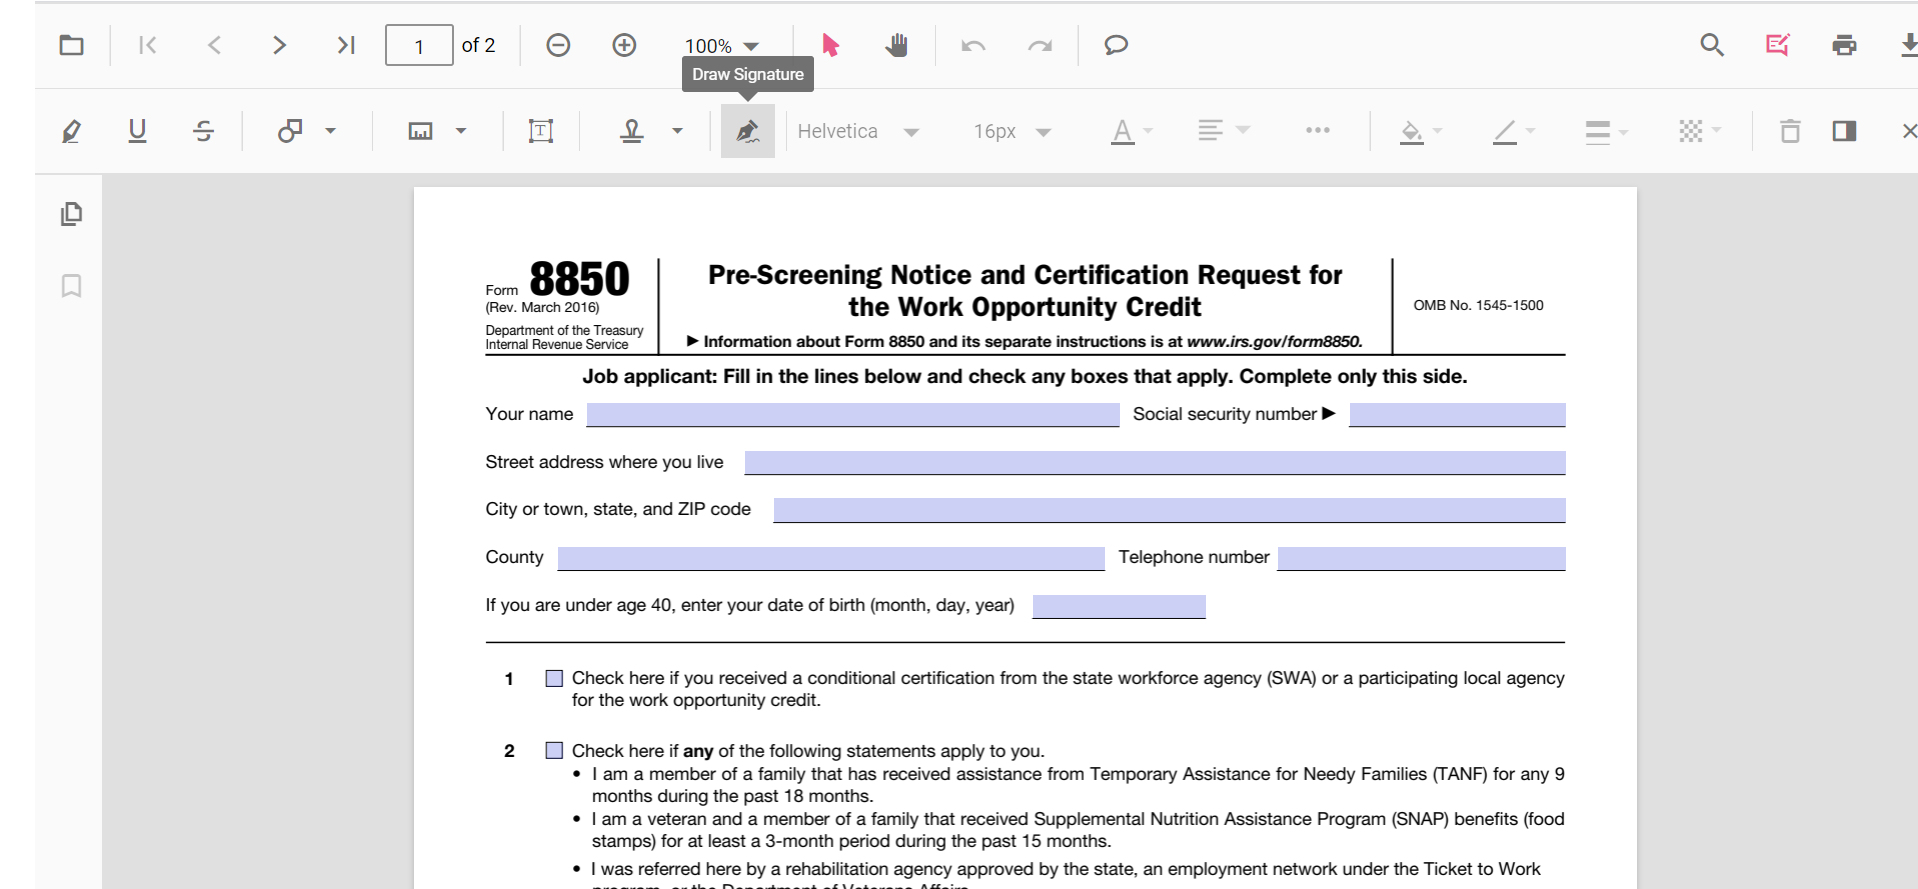 1 of 2 100%
Draw Signature
U S T Helvetica 16px A
Form 8850
(Rev. March 2016)
Department of the Treasury
Internal Revenue Service
Pre-Screening Notice and Certification Request for
the Work Opportunity Credit
▶ Information about Form 8850 and its separate instructions is at www.irs.gov/form8850.
OMB No. 1545-1500
Job applicant: Fill in the lines below and check any boxes that apply. Complete only this side.
Your name Social security number ▶
Street address where you live
City or town, state, and ZIP code
County Telephone number
If you are under age 40, enter your date of birth (month, day, year)
1 Check here if you received a conditional certification from the state workforce agency (SWA) or a participating local agency
for the work opportunity credit.
2 Check here if any of the following statements apply to you.
• I am a member of a family that has received assistance from Temporary Assistance for Needy Families (TANF) for any 9
months during the past 18 months.
• I am a veteran and a member of a family that received Supplemental Nutrition Assistance Program (SNAP) benefits (food
stamps) for at least a 3-month period during the past 15 months.
• I was referred here by a rehabilitation agency approved by the state, an employment network under the Ticket to Work
program, or the Department of Veterans Affairs.